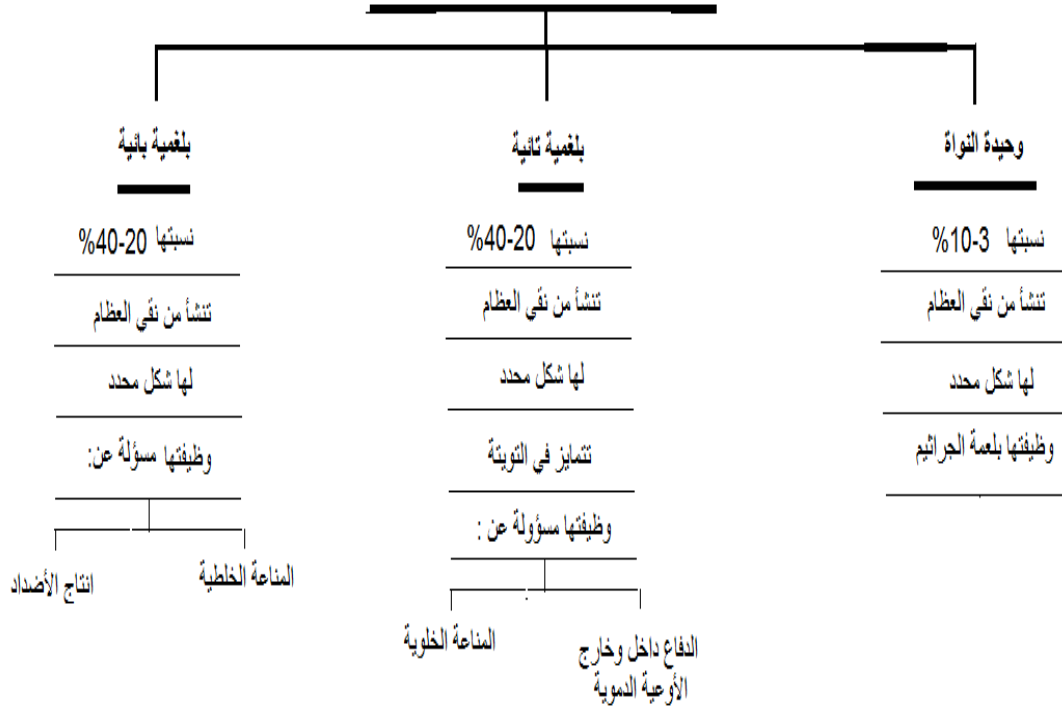 وحيدة النواة
نسبتها 3-10%
تنشأ من نقي العظام
لها شكل محدد
وظيفتها بلعمة الجراثيم
بلغمية تائية
نسبتها 20-40%
تنشأ من نقي العظام
لها شكل محدد
تتمايز في التويتة
وظيفتها مسؤولة عن :
الدفاع داخل وخارج
الأوعية الدموية
المناعة الخلوية
بلغمية بائية
نسبتها 20-40%
تنشأ من نقي العظام
لها شكل محدد
وظيفتها مسؤلة عن:
المناعة الخلطية
انتاج الأضداد